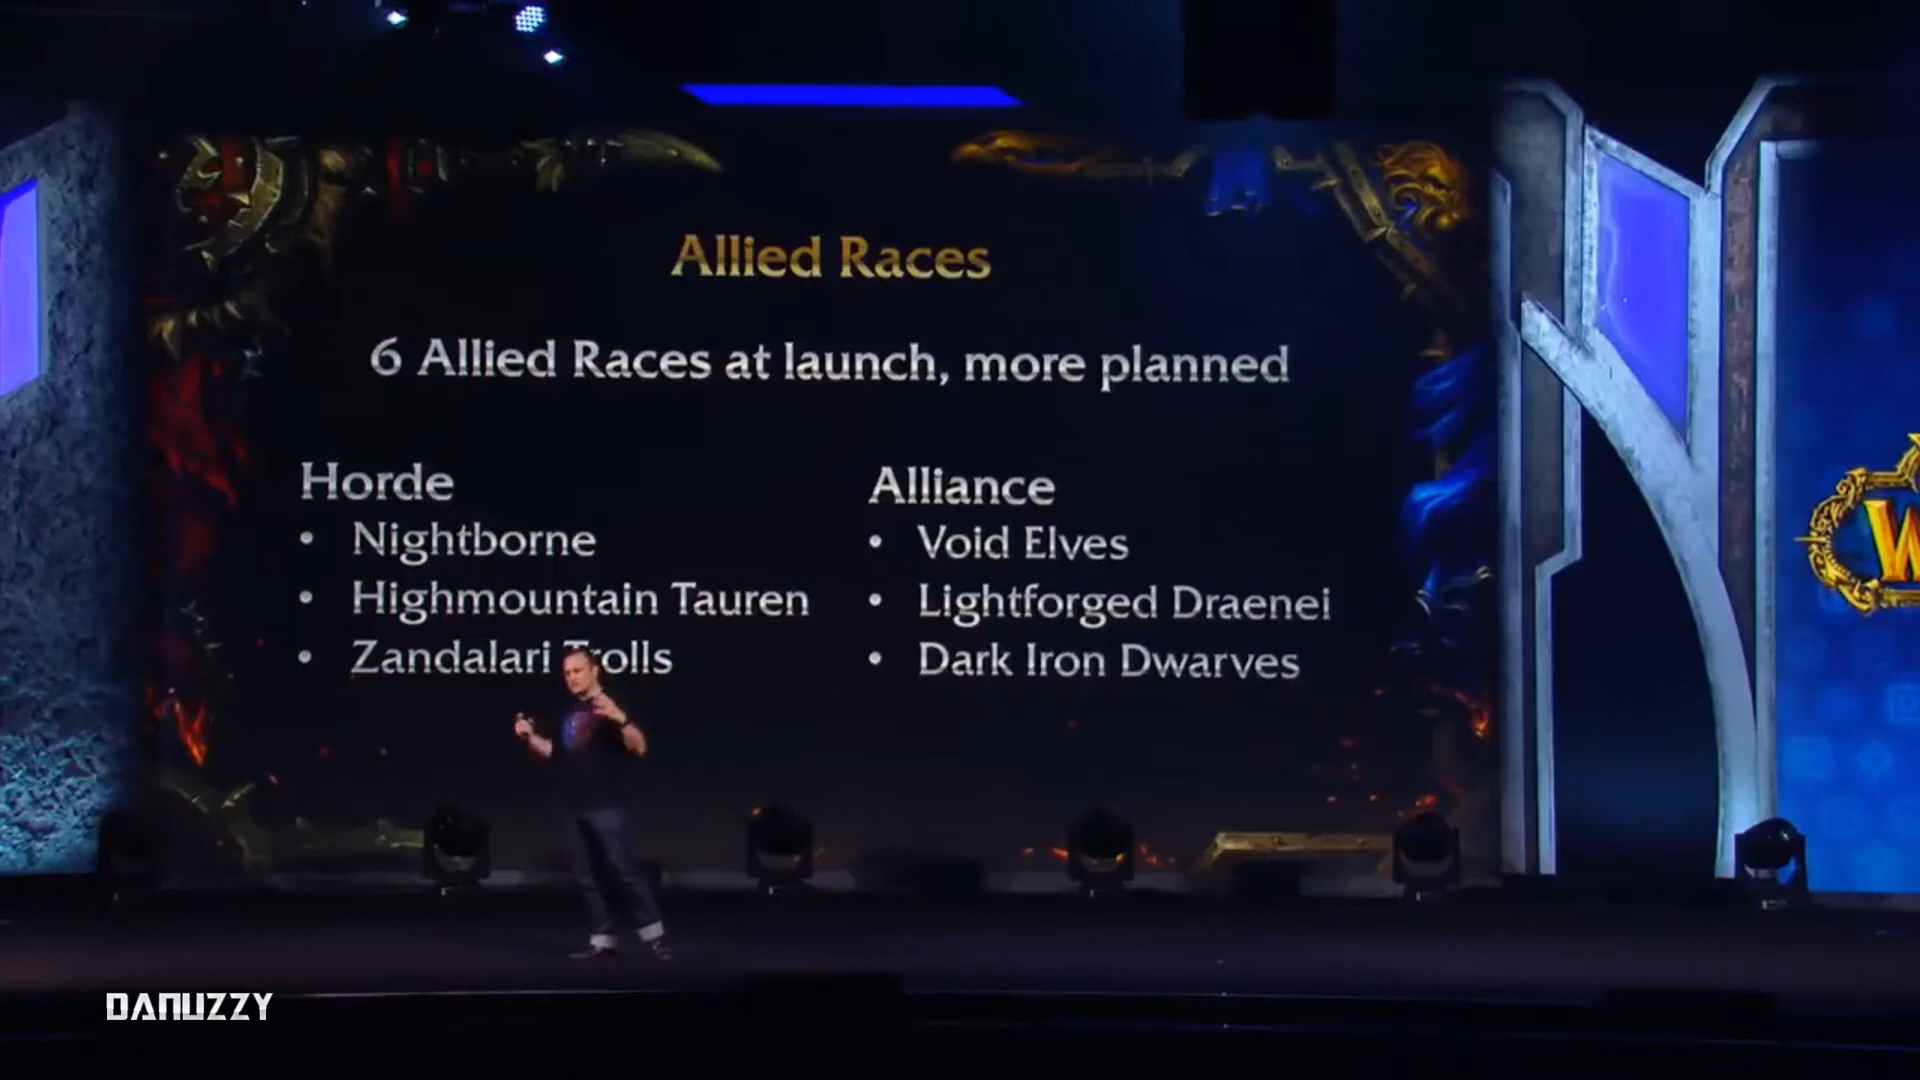 Allied Races
6 Allied Races at launch, more planned
Horde
• Nightborne
• Highmountain Tauren
• Zandalari Trolls
Alliance
• Void Elves
• Lightforged Draenei
• Dark Iron Dwarves
W
DANUZZY